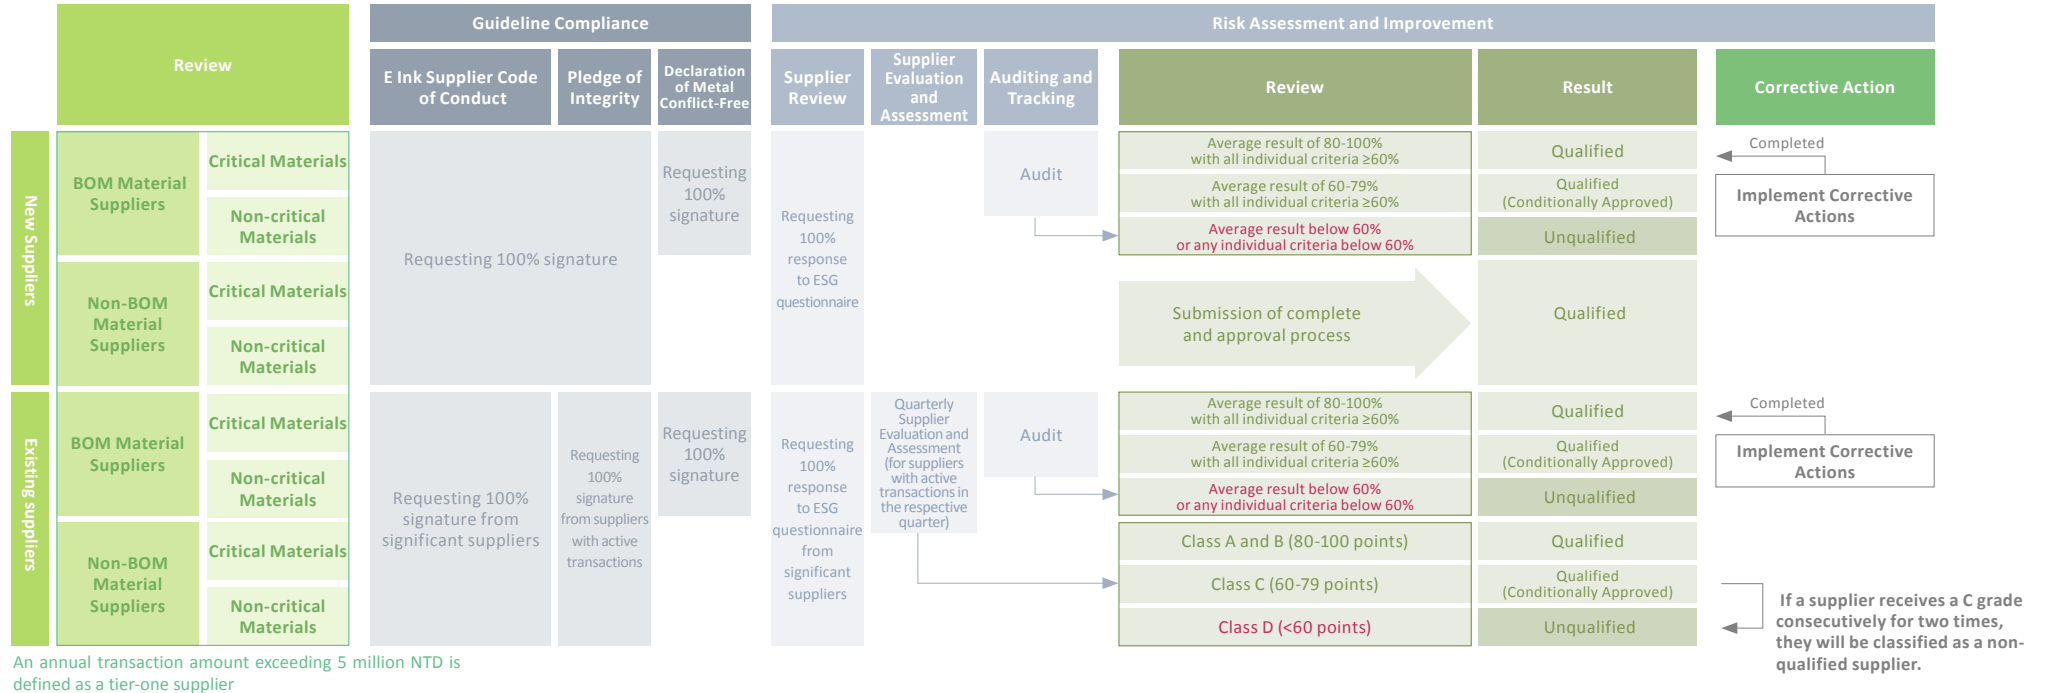 Review
Guideline Compliance
Risk Assessment and Improvement
E Ink Supplier Code
of Conduct
Pledge of
Integrity
Declaration
of Metal
Conflict-Free
Supplier
Review
Supplier
Evaluation
and
Assessment
Auditing and
Tracking
Review
Result
Corrective Action
New Suppliers
BOM Material
Suppliers
Critical Materials
Non-critical
Materials
Non-BOM
Material
Suppliers
Critical Materials
Non-critical
Materials
Requesting 100% signature
Requesting
100%
signature
Requesting
100%
response
to ESG
questionnaire
Audit
Average result of 80-100%
with all individual criteria ≥60%
Qualified
Average result of 60-79%
with all individual criteria ≥60%
Qualified
(Conditionally Approved)
Average result below 60%
or any individual criteria below 60%
Unqualified
Submission of complete
and approval process
Qualified
Completed
Implement Corrective
Actions
Existing suppliers
BOM Material
Suppliers
Critical Materials
Non-critical
Materials
Non-BOM
Material
Suppliers
Critical Materials
Non-critical
Materials
Requesting 100%
signature from
significant suppliers
Requesting
100%
signature
from suppliers
with active
transactions
Requesting
100%
signature
Requesting
100%
response
to ESG
questionnaire
from
significant
suppliers
Quarterly
Supplier
Evaluation and
Assessment
(for suppliers
with active
transactions in
the respective
quarter)
Audit
Average result of 80-100%
with all individual criteria ≥60%
Qualified
Average result of 60-79%
with all individual criteria ≥60%
Qualified
(Conditionally Approved)
Average result below 60%
or any individual criteria below 60%
Unqualified
Class A and B (80-100 points)
Qualified
Class C (60-79 points)
Qualified
(Conditionally Approved)
Class D (<60 points)
Unqualified
Completed
Implement Corrective
Actions
If a supplier receives a C grade
consecutively for two times,
they will be classified as a non-
qualified supplier.
An annual transaction amount exceeding 5 million NTD is
defined as a tier-one supplier